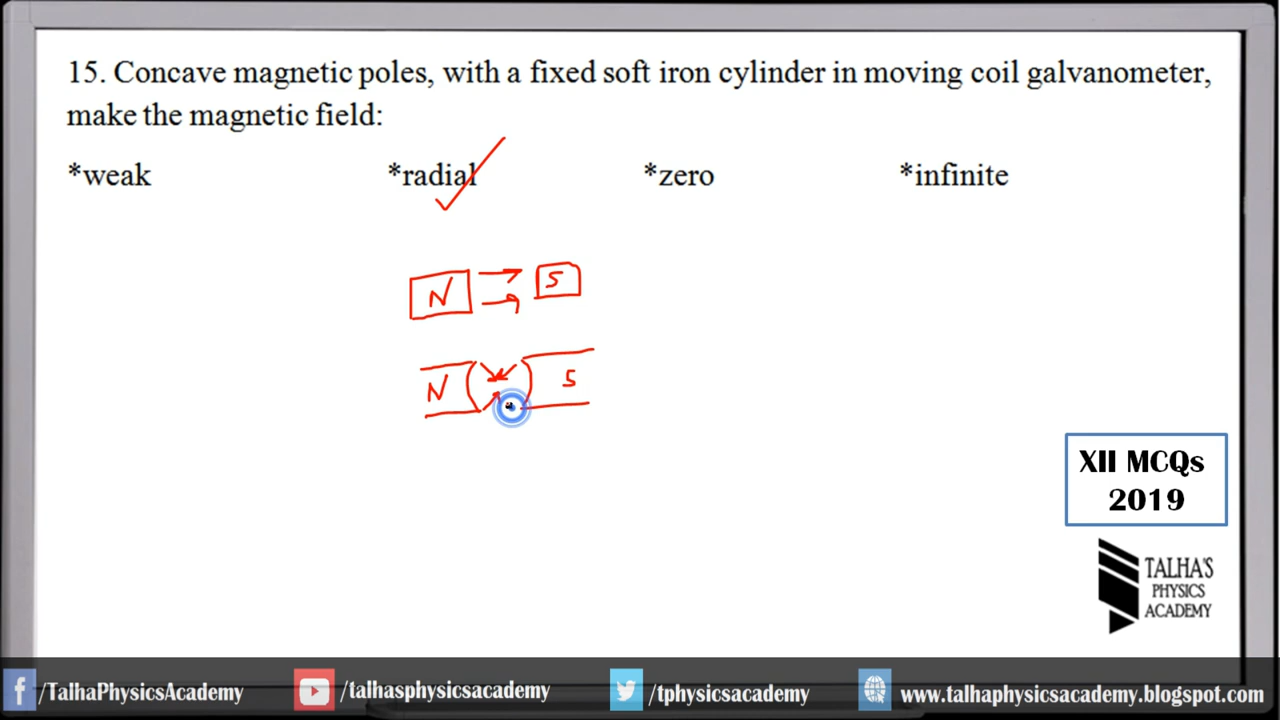 15. Concave magnetic poles, with a fixed soft iron cylinder in moving coil galvanometer,
make the magnetic field:
*weak *radial *zero *infinite
N S
N S
XII MCQs
2019
TALHA'S
PHYSICS
ACADEMY
/TalhaPhysicsAcademy /talhasphysicsacademy /tphysicsacademy www.talhaphysicsacademy.blogspot.com